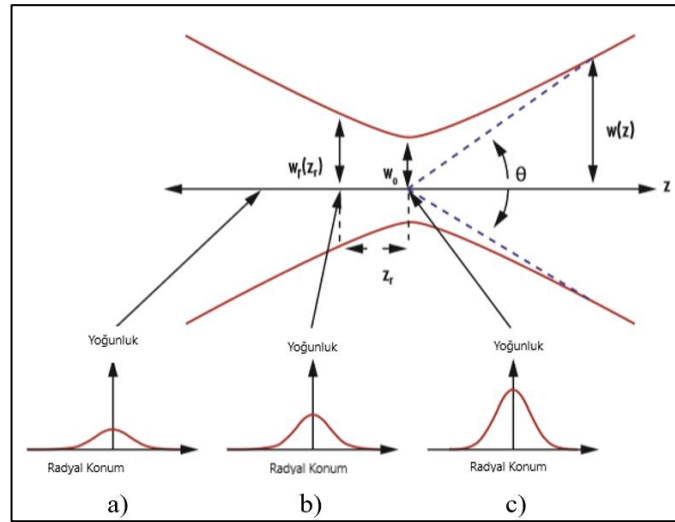 w(z)
wᵣ(zᵣ)
w₀
θ
z
zᵣ
Yoğunluk
Yoğunluk
Yoğunluk
Radyal Konum
Radyal Konum
Radyal Konum
a)
b)
c)